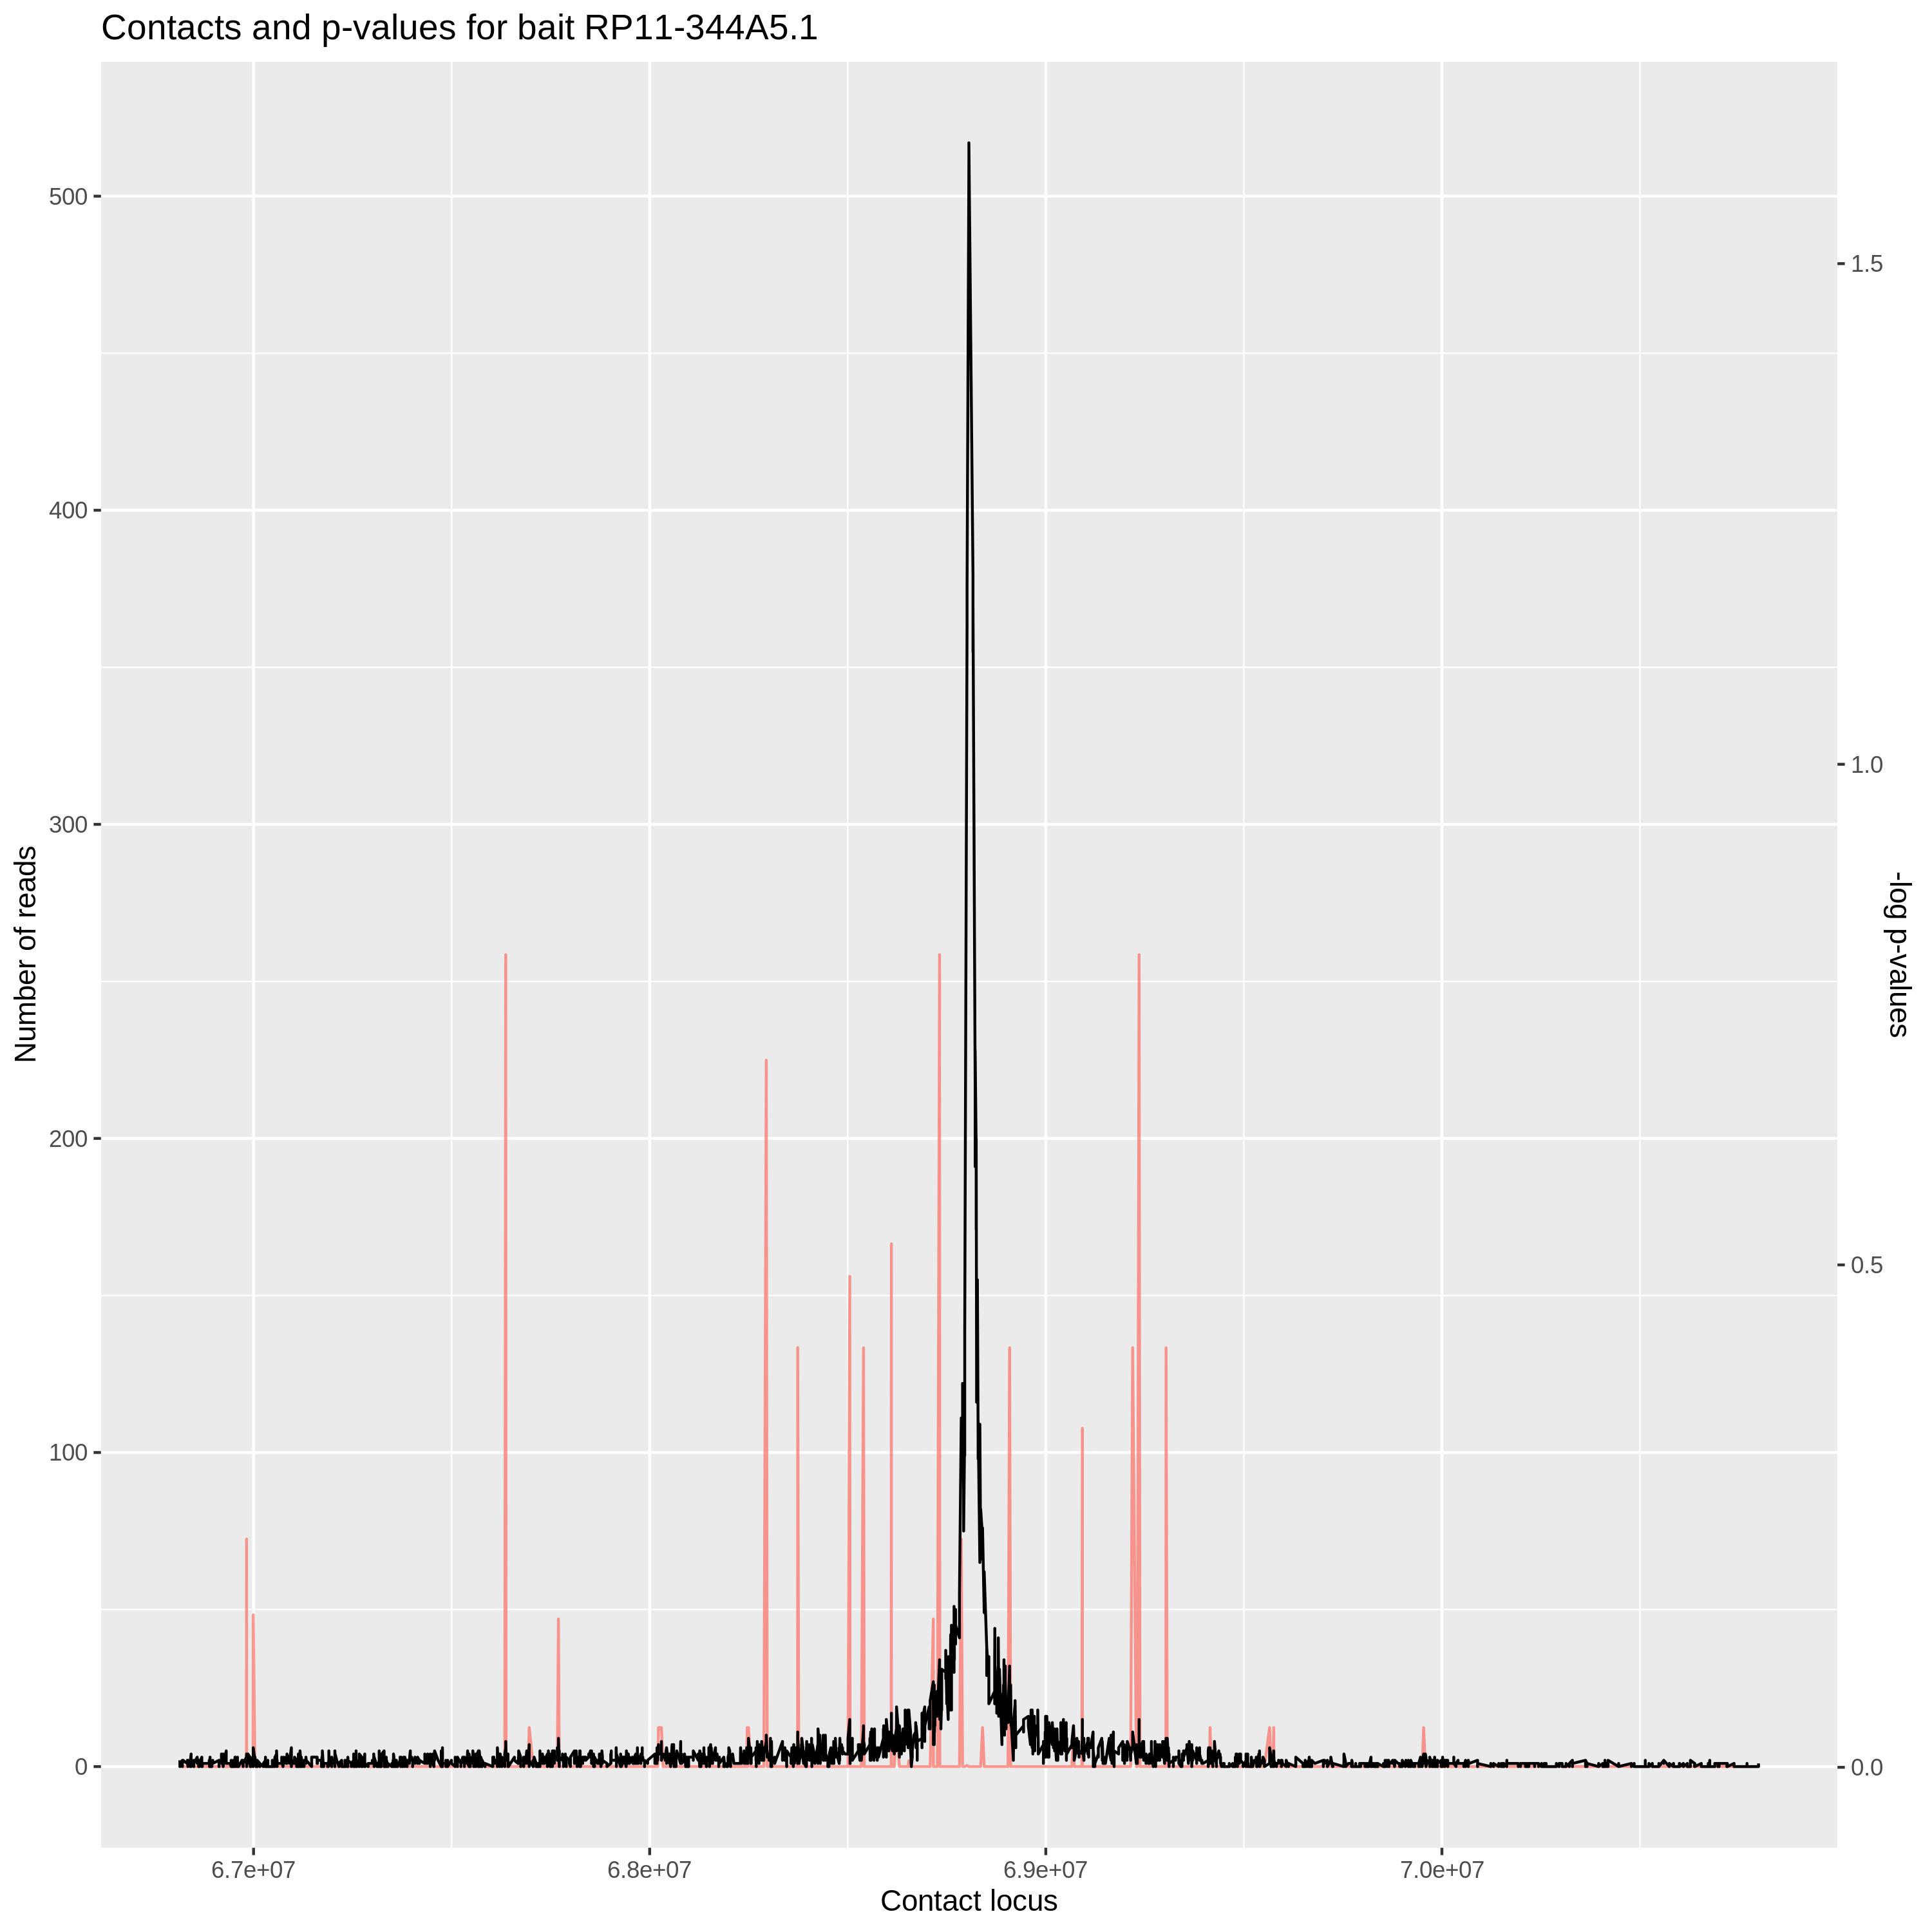 Contacts and p-values for bait RP11-344A5.1
500
400
300
200
100
0
Number of reads
1.5
1.0
0.5
0.0
-log p-values
6.7e+07
6.8e+07
6.9e+07
7.0e+07
Contact locus